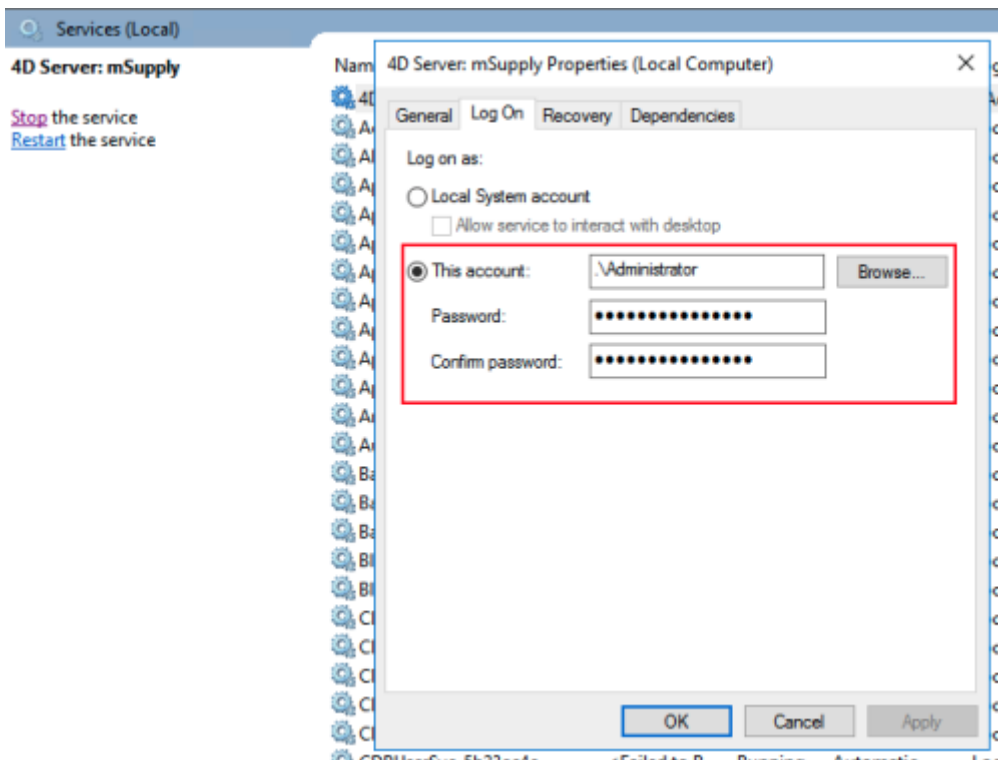 Services (Local)
4D Server: mSupply
Stop the service
Restart the service
Nam
4D Server: mSupply Properties (Local Computer)
General Log On Recovery Dependencies
Log on as:
Local System account
Allow service to interact with desktop
This account: .\Administrator Browse...
Password: •••••••••••••••
Confirm password: •••••••••••••••
OK Cancel Apply
Running Automatic